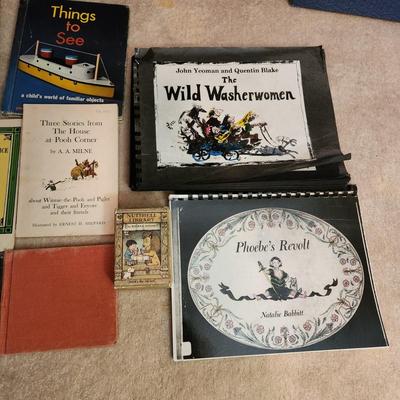 Things
to
See
a child's world of familiar objects
John Yeoman and Quentin Blake
The
Wild Washerwomen
Three Stories from
The House
at Pooh Corner
by A. A. MILNE
about Winnie-the-Pooh and Piglet
and Tigger and Eeyore
and their friends
Illustrated by ERNEST H. SHEPARD
NUTSHELL
LIBRARY
Phoebe's Revolt
Natalie Babbitt